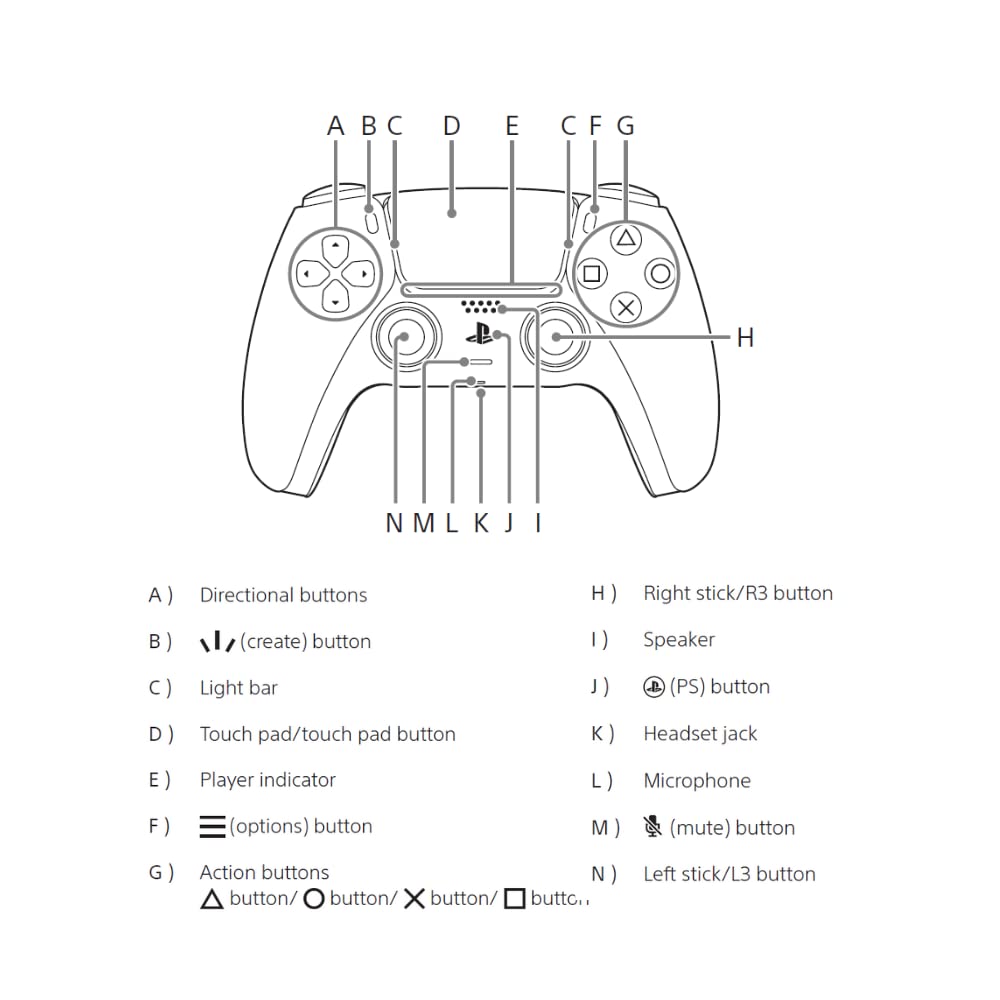 A B C D E C F G
H
N M L K J I
A ) Directional buttons
B ) (create) button
C ) Light bar
D ) Touch pad/touch pad button
E ) Player indicator
F ) (options) button
G ) Action buttons
△ button/ ○ button/ ✕ button/ □
H ) Right stick/R3 button
I ) Speaker
J ) (PS) button
K ) Headset jack
L ) Microphone
M ) (mute) button
N ) Left stick/L3 button